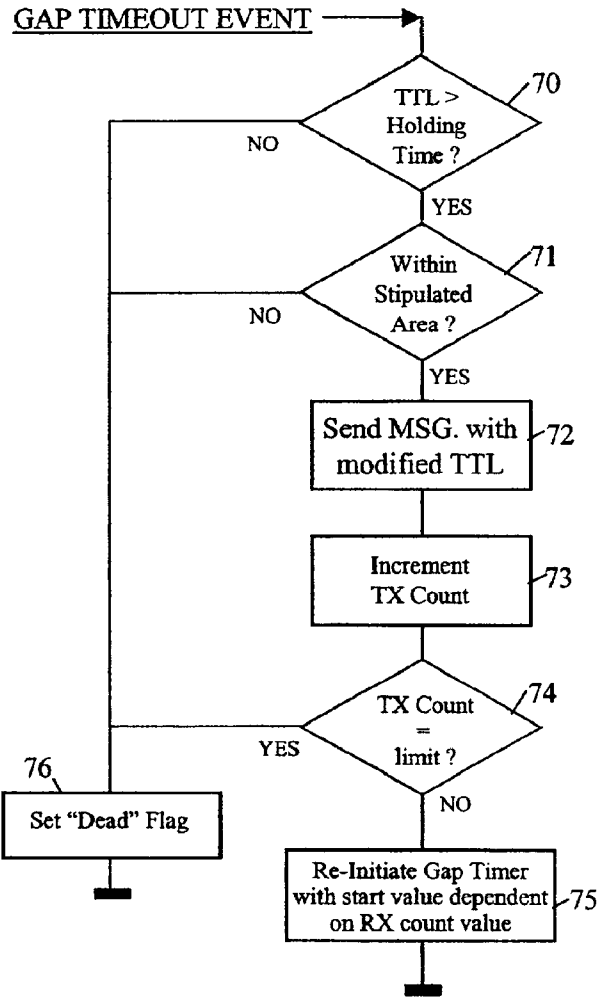 GAP TIMEOUT EVENT
70
TTL >
Holding
Time ?
NO
YES
71
Within
Stipulated
Area ?
NO
YES
Send MSG. with
modified TTL
72
Increment
TX Count
73
74
TX Count
=
limit ?
YES
NO
76
Set “Dead” Flag
Re-Initiate Gap Timer
with start value dependent
on RX count value
75